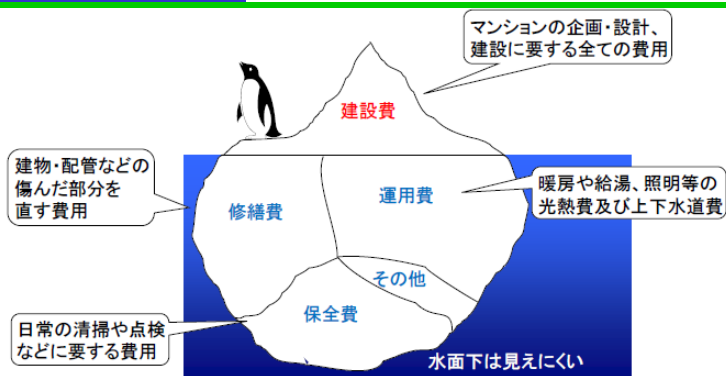 マンションの企画・設計、
建設に要する全ての費用
建設費
建物・配管などの
傷んだ部分を
直す費用
修繕費
運用費
暖房や給湯、照明等の
光熱費及び上下水道費
その他
保全費
日常の清掃や点検
などに要する費用
水面下は見えにくい